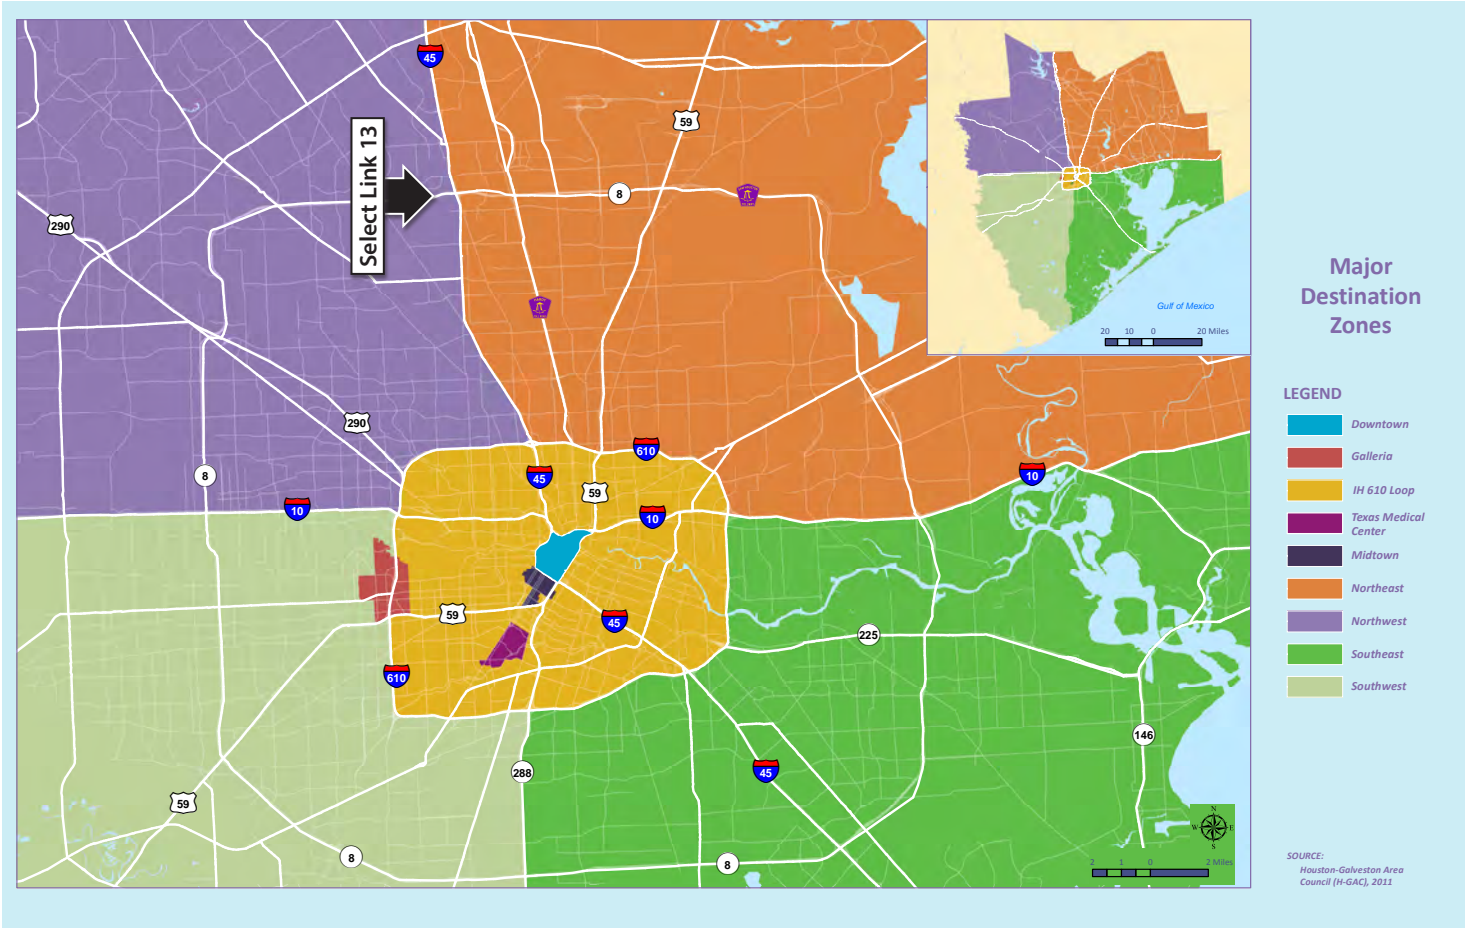 45
Select Link 13
59
8
290
290
8
10
45
610
59
10
10
59
45
610
225
146
288
45
59
8
8
N
W
E
S
2 1 0 2 Miles
Gulf of Mexico
20 10 0 20 Miles
Major
Destination
Zones
LEGEND
Downtown
Galleria
IH 610 Loop
Texas Medical
Center
Midtown
Northeast
Northwest
Southeast
Southwest
SOURCE:
Houston-Galveston Area
Council (H-GAC), 2011